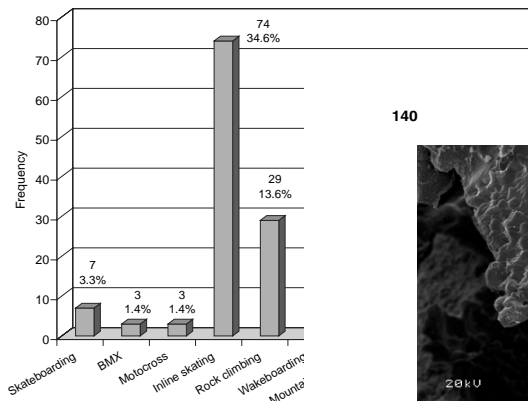 80
70
60
50
40
30
20
10
0
Frequency
74
34.6%
29
13.6%
7
3.3%
3
1.4%
3
1.4%
Skateboarding
BMX
Motocross
Inline skating
Rock climbing
Wakeboarding
Mountai
140
20kV